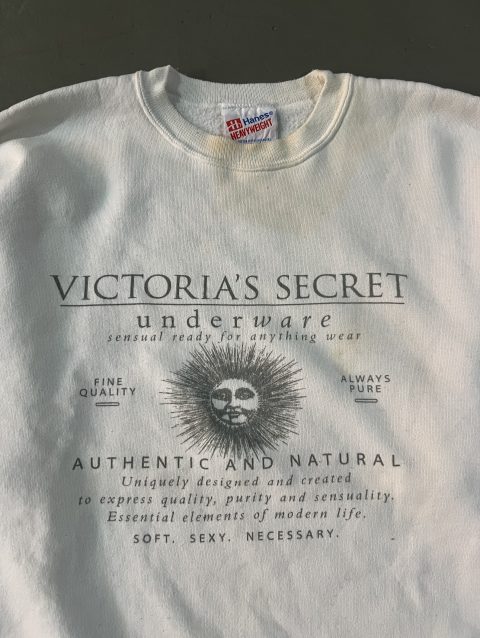 Hanes
HEAVYWEIGHT
VICTORIA'S SECRET
underware
sensual ready for anything wear
FINE
QUALITY
ALWAYS
PURE
AUTHENTIC AND NATURAL
Uniquely designed and created
to express quality, purity and sensuality.
Essential elements of modern life.
SOFT. SEXY. NECESSARY.